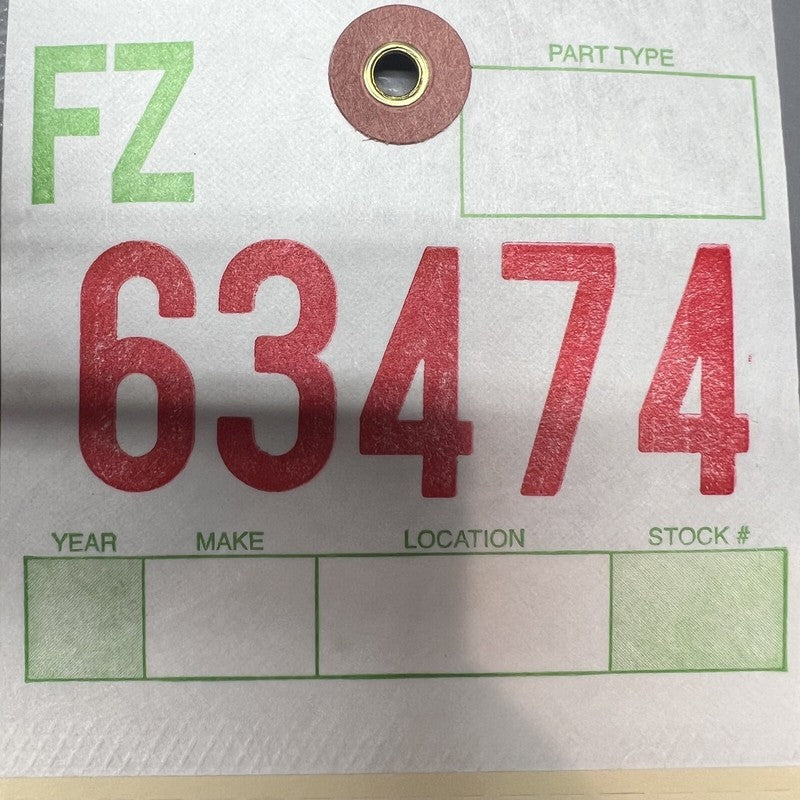 FZ
PART TYPE
63474
YEAR MAKE LOCATION STOCK #